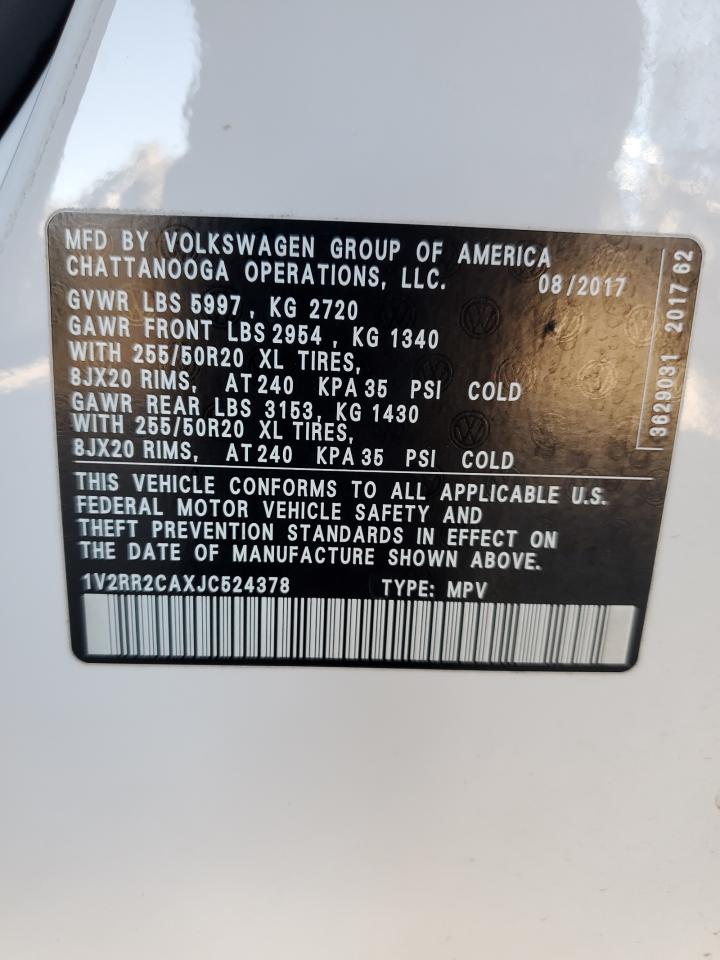 MFD BY VOLKSWAGEN GROUP OF AMERICA
CHATTANOOGA OPERATIONS, LLC. 08/2017
GVWR LBS 5997, KG 2720
GAWR FRONT LBS 2954, KG 1340
WITH 255/50R20 XL TIRES,
8JX20 RIMS, AT 240 KPA 35 PSI COLD
GAWR REAR LBS 3153, KG 1430
WITH 255/50R20 XL TIRES,
8JX20 RIMS, AT 240 KPA 35 PSI COLD
THIS VEHICLE CONFORMS TO ALL APPLICABLE U.S.
FEDERAL MOTOR VEHICLE SAFETY AND
THEFT PREVENTION STANDARDS IN EFFECT ON
THE DATE OF MANUFACTURE SHOWN ABOVE.
1V2RR2CAXJC524378 TYPE: MPV
3629031 2017 62